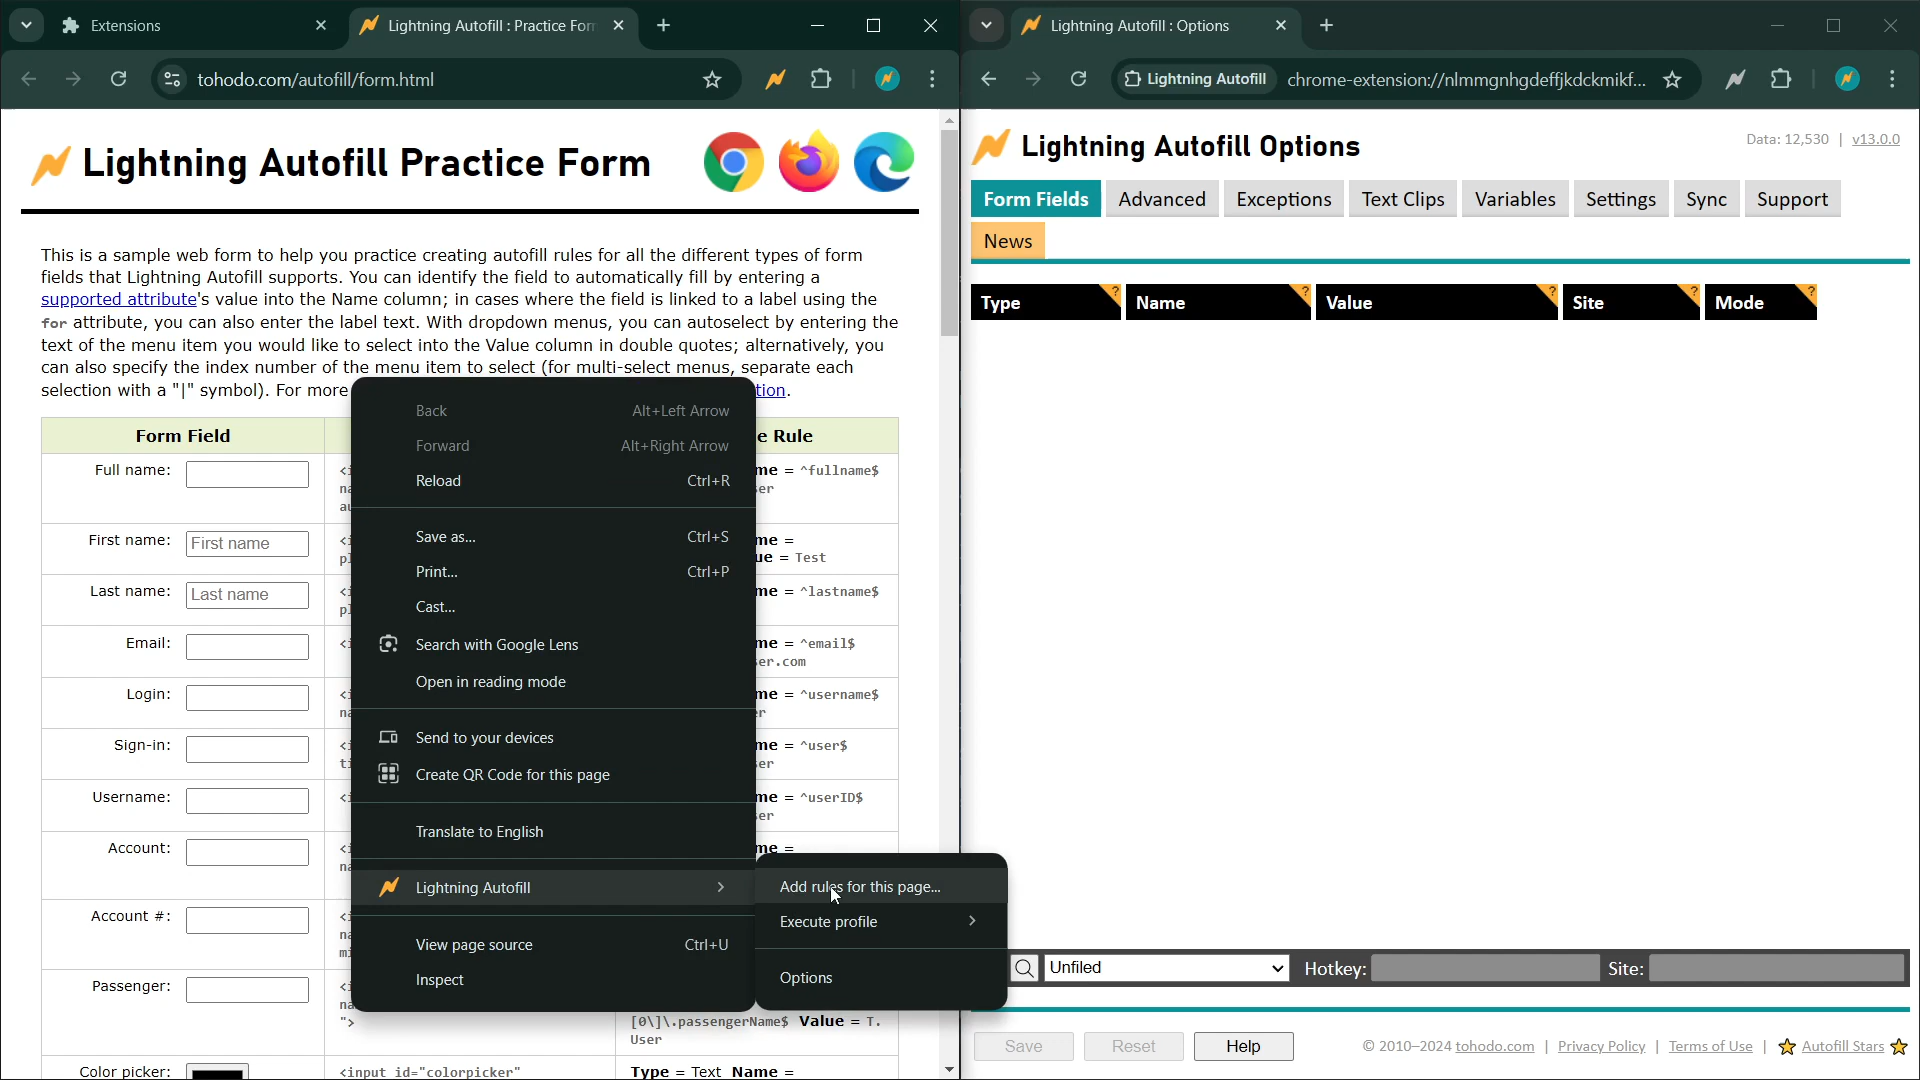 Extensions
Lightning Autofill : Practice Form
tohodo.com/autofill/form.html
Lightning Autofill Practice Form
This is a sample web form to help you practice creating autofill rules for all the different types of form
fields that Lightning Autofill supports. You can identify the field to automatically fill by entering a
supported attribute's value into the Name column; in cases where the field is linked to a label using the
for attribute, you can also enter the label text. With dropdown menus, you can autoselect by entering the
text of the menu item you would like to select into the Value column in double quotes; alternatively, you
can also specify the index number of the menu item to select (for multi-select menus, separate each
selection with a "|" symbol). For more tion.
Form Field e Rule
Full name: me = ^fullname$
ser
First name: First name me =
ue = Test
Last name: Last name me = ^lastname$
Email: me = ^email$
ser.com
Login: me = ^username$
Sign-in: me = ^user$
ser
Username: me = ^userID$
ser
Account: me =
Account #:
Passenger:
">
[0\]\.passengerName$ Value = T.
User
Color picker: <input id="colorpicker" Type = Text Name =
Back Alt+Left Arrow
Forward Alt+Right Arrow
Reload Ctrl+R
Save as... Ctrl+S
Print... Ctrl+P
Cast...
Search with Google Lens
Open in reading mode
Send to your devices
Create QR Code for this page
Translate to English
Lightning Autofill
View page source Ctrl+U
Inspect
Add rules for this page...
Execute profile
Options
Lightning Autofill : Options
Lightning Autofill chrome-extension://nlmmgnhgdeffjkdckmikf...
Lightning Autofill Options
Data: 12,530 | v13.0.0
Form Fields Advanced Exceptions Text Clips Variables Settings Sync Support
News
Type ? Name ? Value ? Site ? Mode ?
Unfiled Hotkey: Site:
Save Reset Help
© 2010–2024 tohodo.com | Privacy Policy | Terms of Use | Autofill Stars